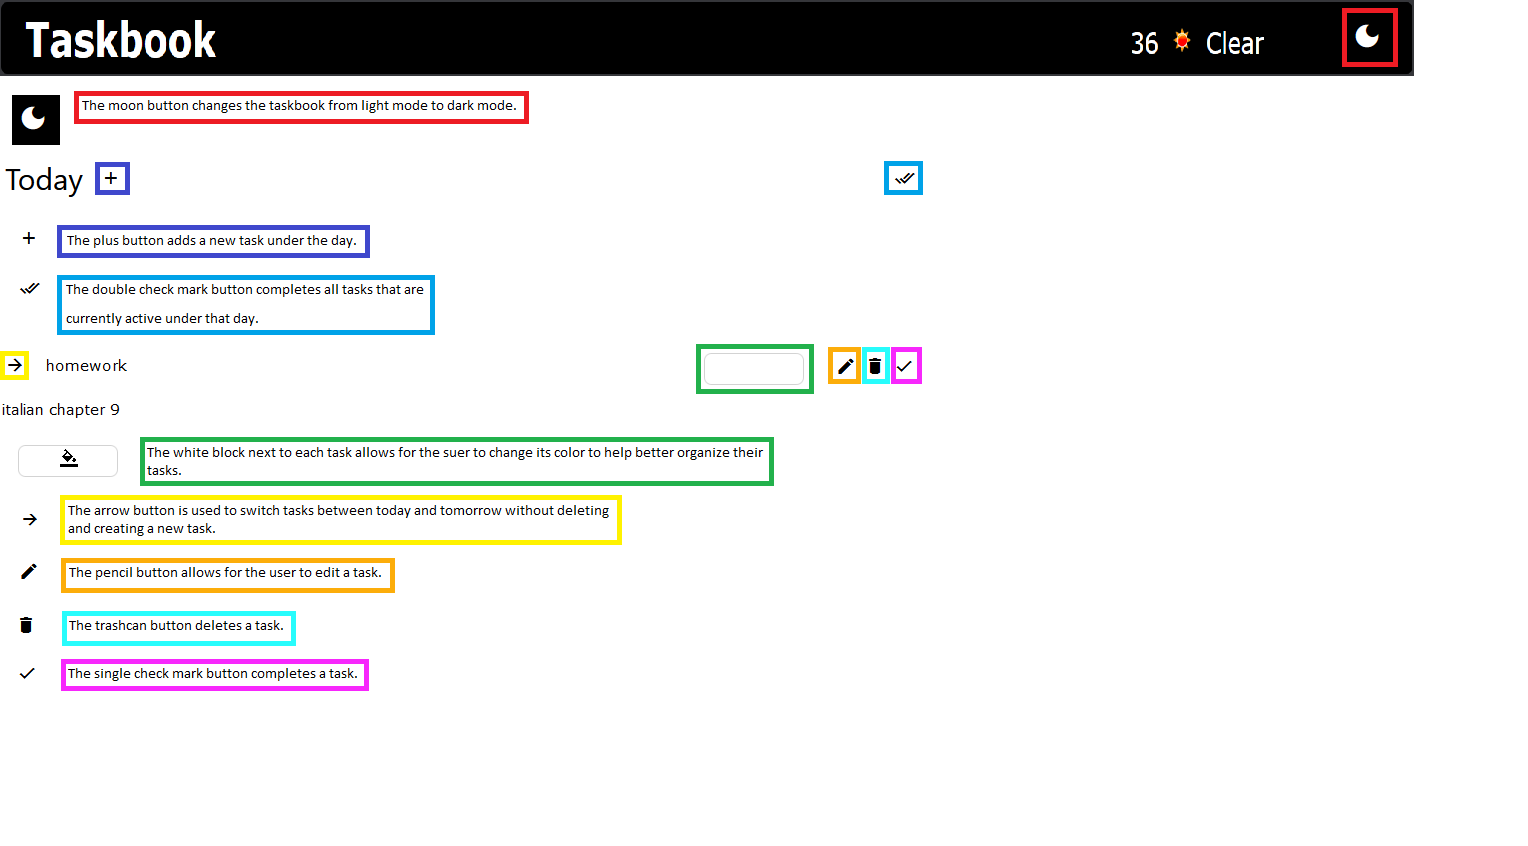 Taskbook
36 Clear
The moon button changes the taskbook from light mode to dark mode.
Today
The plus button adds a new task under the day.
The double check mark button completes all tasks that are
currently active under that day.
homework
italian chapter 9
The white block next to each task allows for the suer to change its color to help better organize their
tasks.
The arrow button is used to switch tasks between today and tomorrow without deleting
and creating a new task.
The pencil button allows for the user to edit a task.
The trashcan button deletes a task.
The single check mark button completes a task.